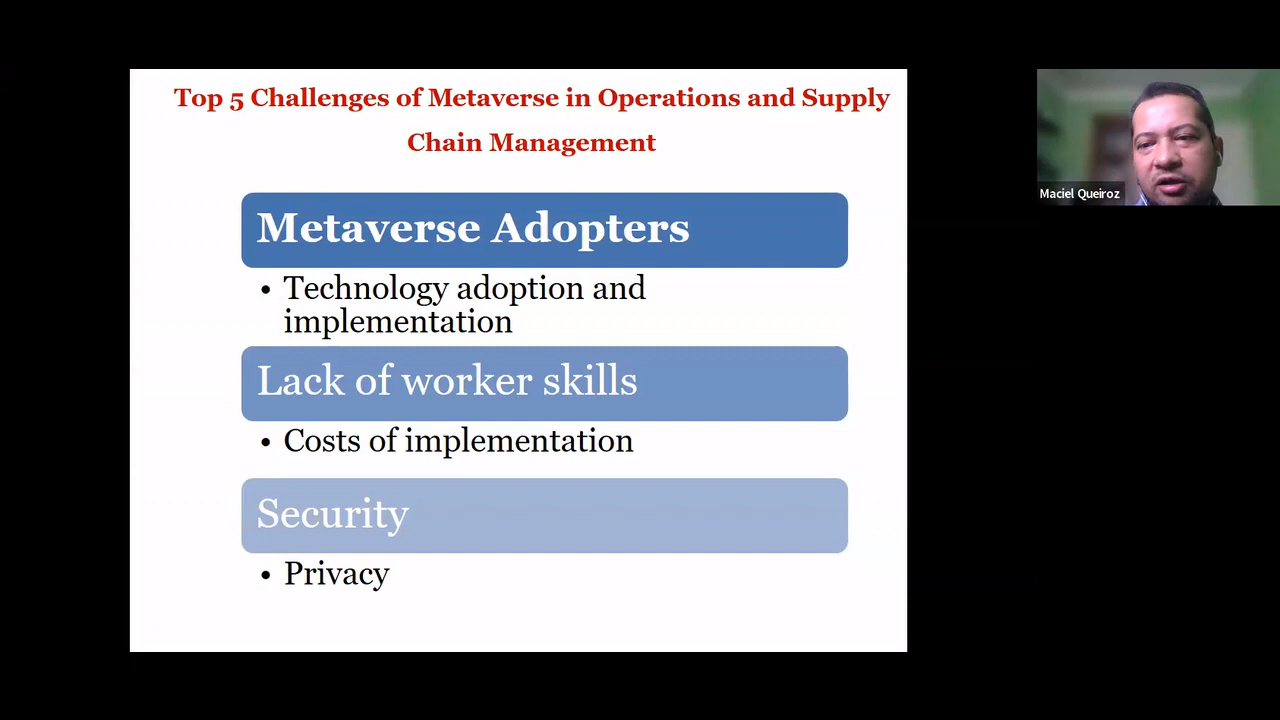 Top 5 Challenges of Metaverse in Operations and Supply
Chain Management
Metaverse Adopters
• Technology adoption and
implementation
Lack of worker skills
• Costs of implementation
Security
• Privacy
Maciel Queiroz